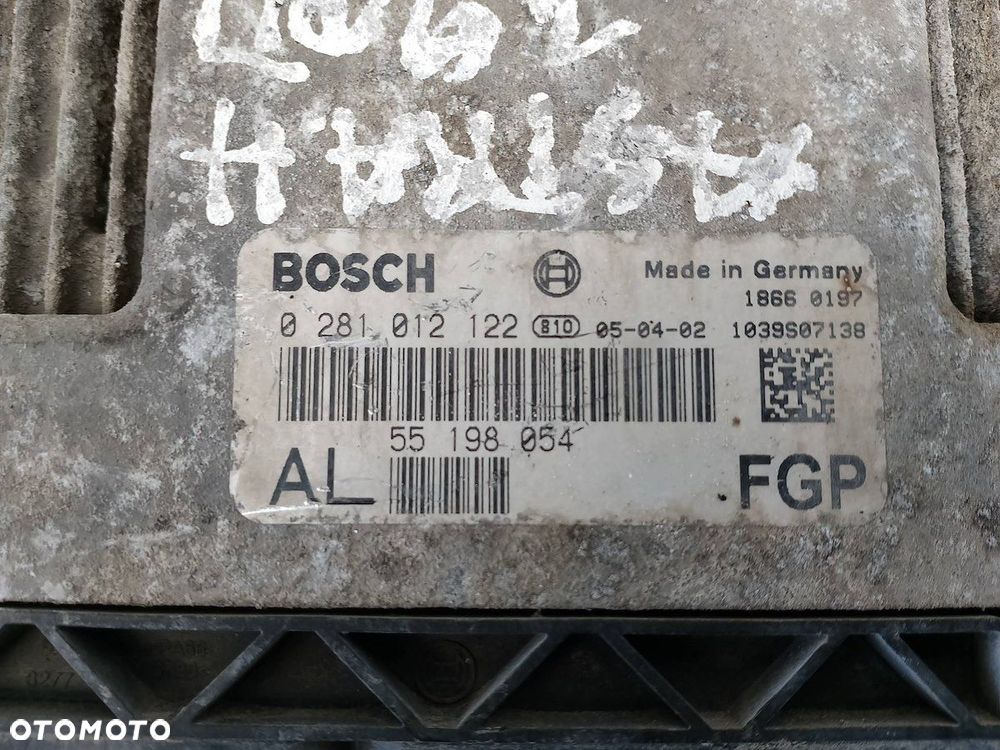 ASTRA H
BOSCH
Made in Germany
1866 0197
0 281 012 122 810 05-04-02 1039S07138
55 198 054
AL
FGP
OTOMOTO